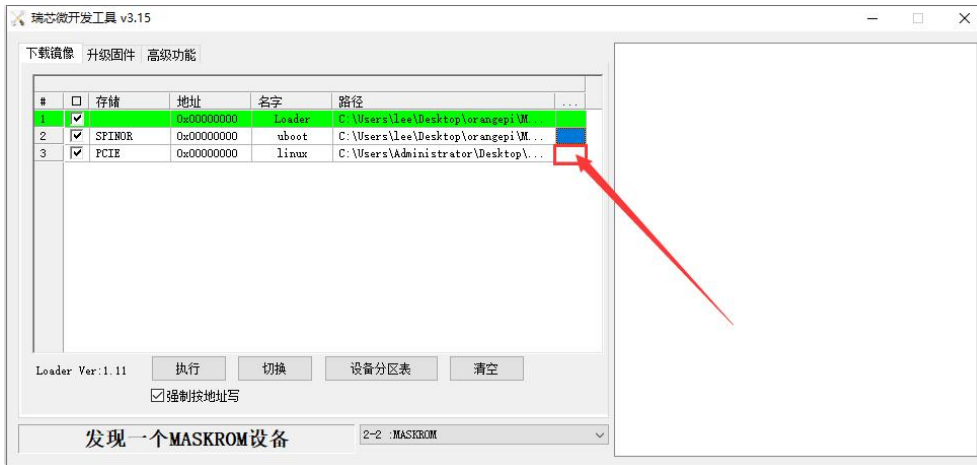 瑞芯微开发工具 v3.15
下载镜像 升级固件 高级功能
# 存储 地址 名字 路径 ...
1 0x00000000 Loader C:\Users\lee\Desktop\orangepi\M...
2 SPINOR 0x00000000 uboot C:\Users\lee\Desktop\orangepi\M...
3 PCIE 0x00000000 linux C:\Users\Administrator\Desktop\...
Loader Ver:1.11 执行 切换 设备分区表 清空
强制按地址写
发现一个MASKROM设备 2-2 :MASKROM